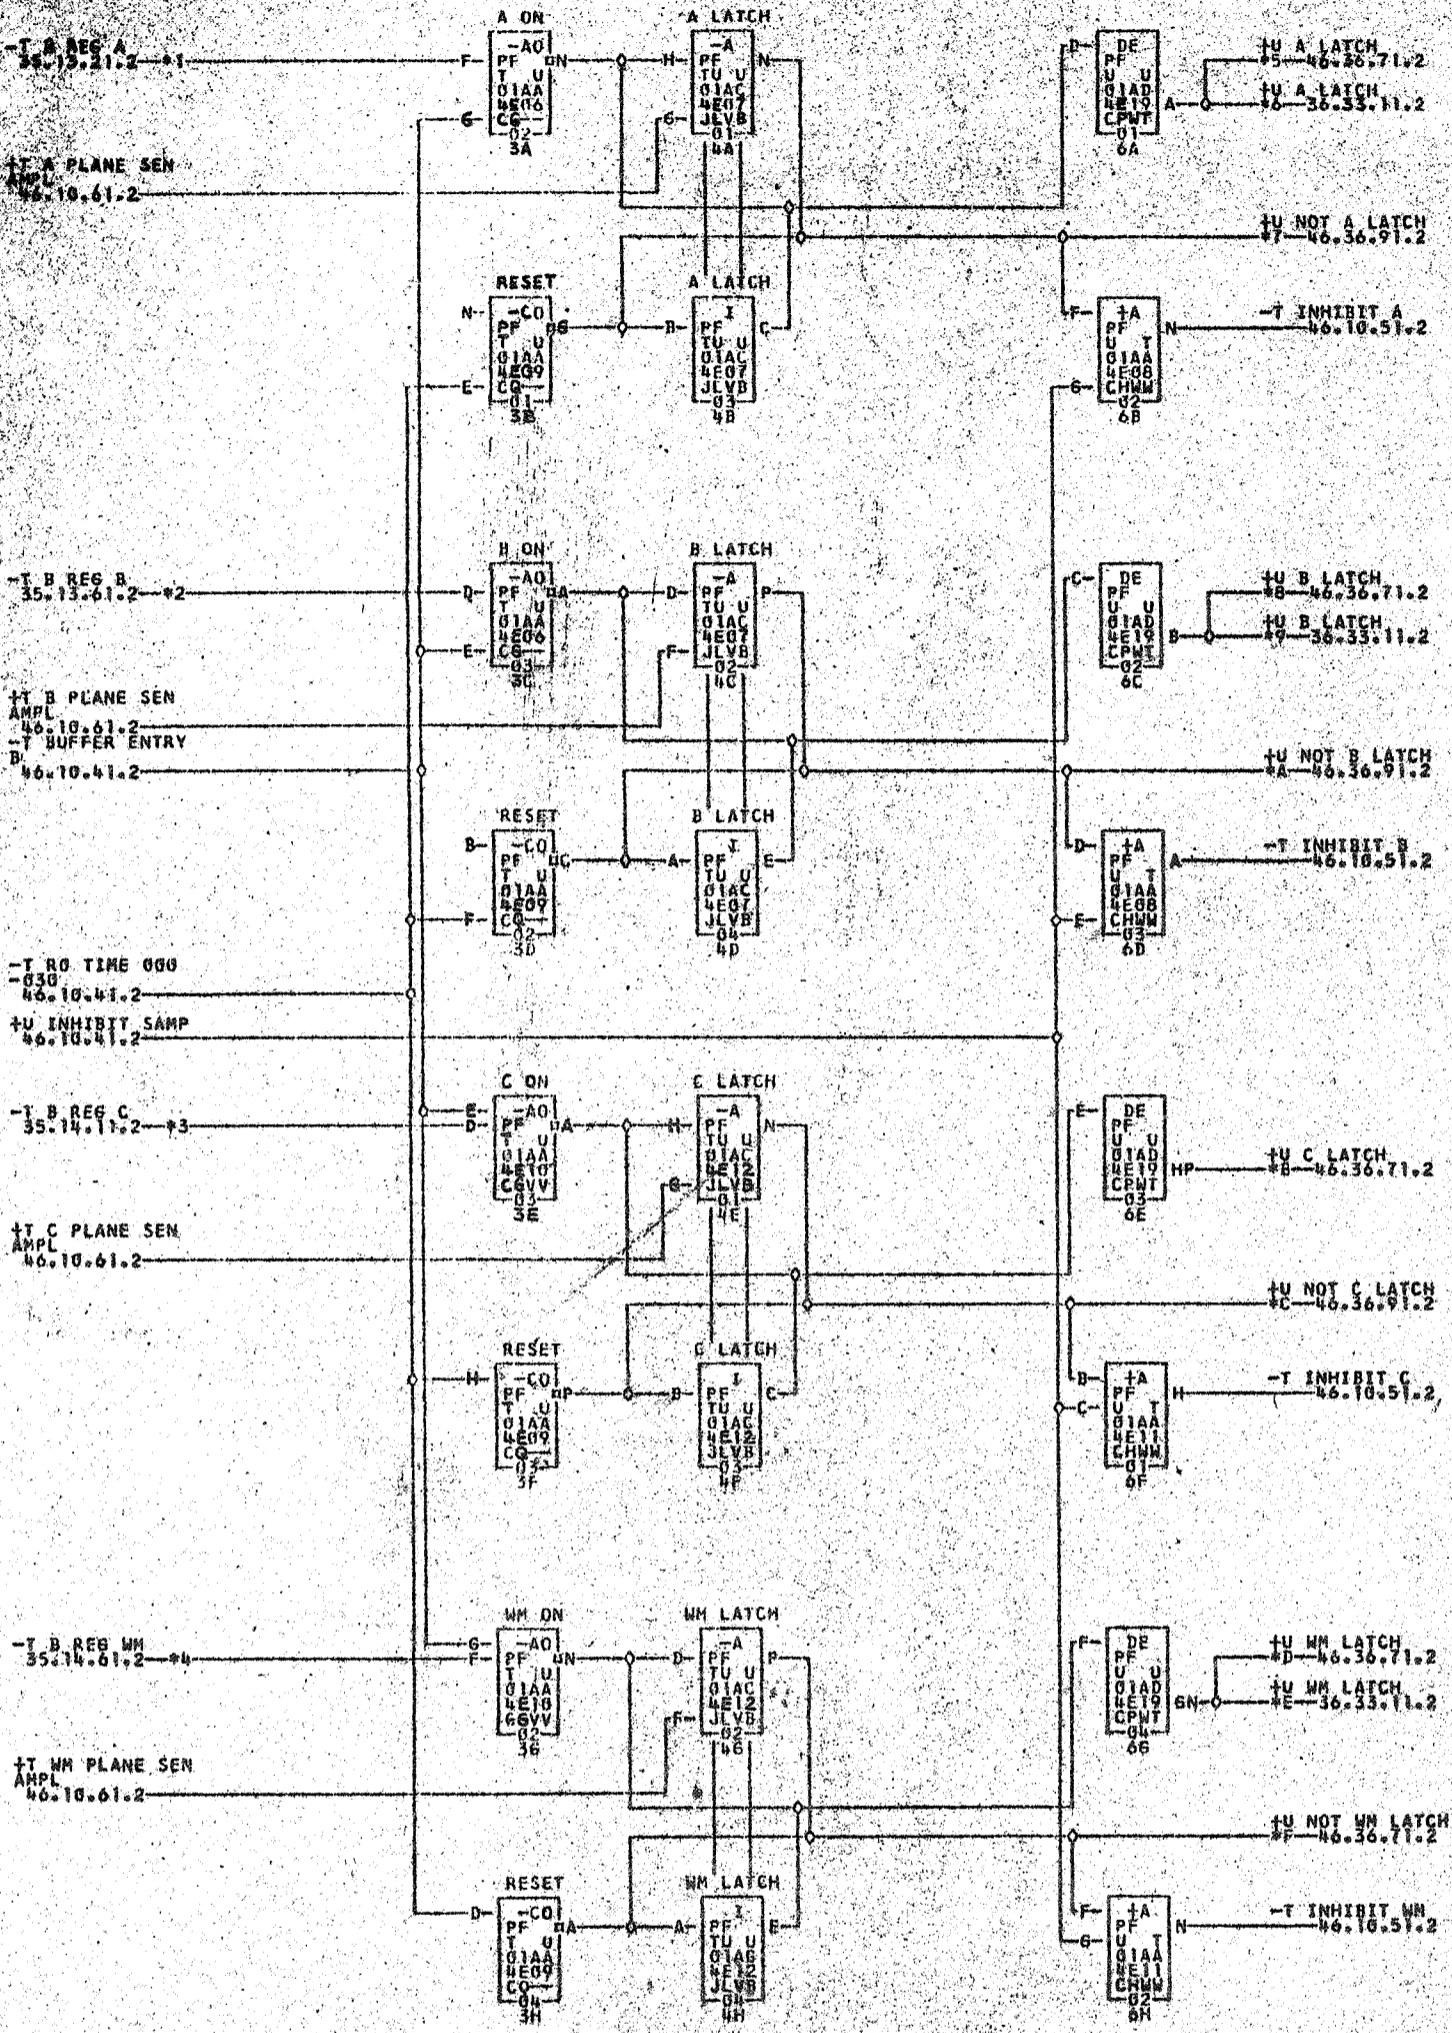 A ON
A LATCH
-T B REG A
35.13.21.2 *1
F
-AO
PF N
T U
01AA
4E06
G
02
3A
H
-A
PF N
TU U
01AC
4E07
G
JLVB
01
4A
D
DE
PF
U U
01AD
4E19 A
CPWT
01
6A
+U A LATCH
*5 46.36.71.2
+U A LATCH
*6 36.33.11.2
+T A PLANE SEN
AMPL
46.10.61.2
+U NOT A LATCH
*7 46.36.91.2
RESET
A LATCH
N
-CO
PF G
T U
01AA
4E09
E
01
3B
B
I
PF C
TU U
01AC
4E07
JLVB
03
4B
F
+A
PF N
U T
01AA
4E08
G
CHWW
02
6B
-T INHIBIT A
46.10.51.2
B ON
B LATCH
-T B REG B
35.13.61.2 *2
D
-AO
PF A
T U
01AA
4E06
E
03
3C
D
-A
PF P
TU U
01AC
4E07
F
JLVB
02
4C
C
DE
PF
U U
01AD
4E19 B
CPWT
02
6C
+U B LATCH
*8 46.36.71.2
+U B LATCH
*9 36.33.11.2
+T B PLANE SEN
AMPL
46.10.61.2
-T BUFFER ENTRY
B
46.10.41.2
+U NOT B LATCH
*A 46.36.91.2
RESET
B LATCH
B
-CO
PF C
T U
01AA
4E09
F
02
3D
A
I
PF E
TU U
01AC
4E07
JLVB
04
4D
D
+A
PF A
U T
01AA
4E08
E
CHWW
03
6D
-T INHIBIT B
46.10.51.2
-T RO TIME 000
-030
46.10.41.2
+U INHIBIT SAMP
46.10.41.2
C ON
C LATCH
-T B REG C
35.14.11.2 *3
E
D
-AO
PF A
T U
01AA
4E10
03
3E
H
-A
PF N
TU U
01AC
4E12
G
JLVB
01
4E
E
DE
PF
U U
01AD
4E19 HP
CPWT
03
6E
+U C LATCH
*B 46.36.71.2
+T C PLANE SEN
AMPL
46.10.61.2
+U NOT C LATCH
*C 46.36.91.2
RESET
C LATCH
H
-CO
PF P
T U
01AA
4E09
03
3F
B
I
PF C
TU U
01AC
4E12
JLVB
03
4F
B
C
+A
PF H
U T
01AA
4E11
CHWW
01
6F
-T INHIBIT C
46.10.51.2
WM ON
WM LATCH
-T B REG WM
35.14.61.2 *4
G
F
-AO
PF N
T U
01AA
4E10
02
3G
D
-A
PF P
TU U
01AC
4E12
F
JLVB
02
4G
F
DE
PF
U U
01AD
4E19 GN
CPWT
04
6G
+U WM LATCH
*D 46.36.71.2
+U WM LATCH
*E 36.33.11.2
+T WM PLANE SEN
AMPL
46.10.61.2
+U NOT WM LATCH
*F 46.36.71.2
RESET
WM LATCH
D
-CO
PF A
T U
01AA
4E09
04
3H
A
I
PF E
TU U
4H
F
G
+A
PF N
U T
01AA
4E11
CHWW
02
6H
-T INHIBIT WM
46.10.51.2